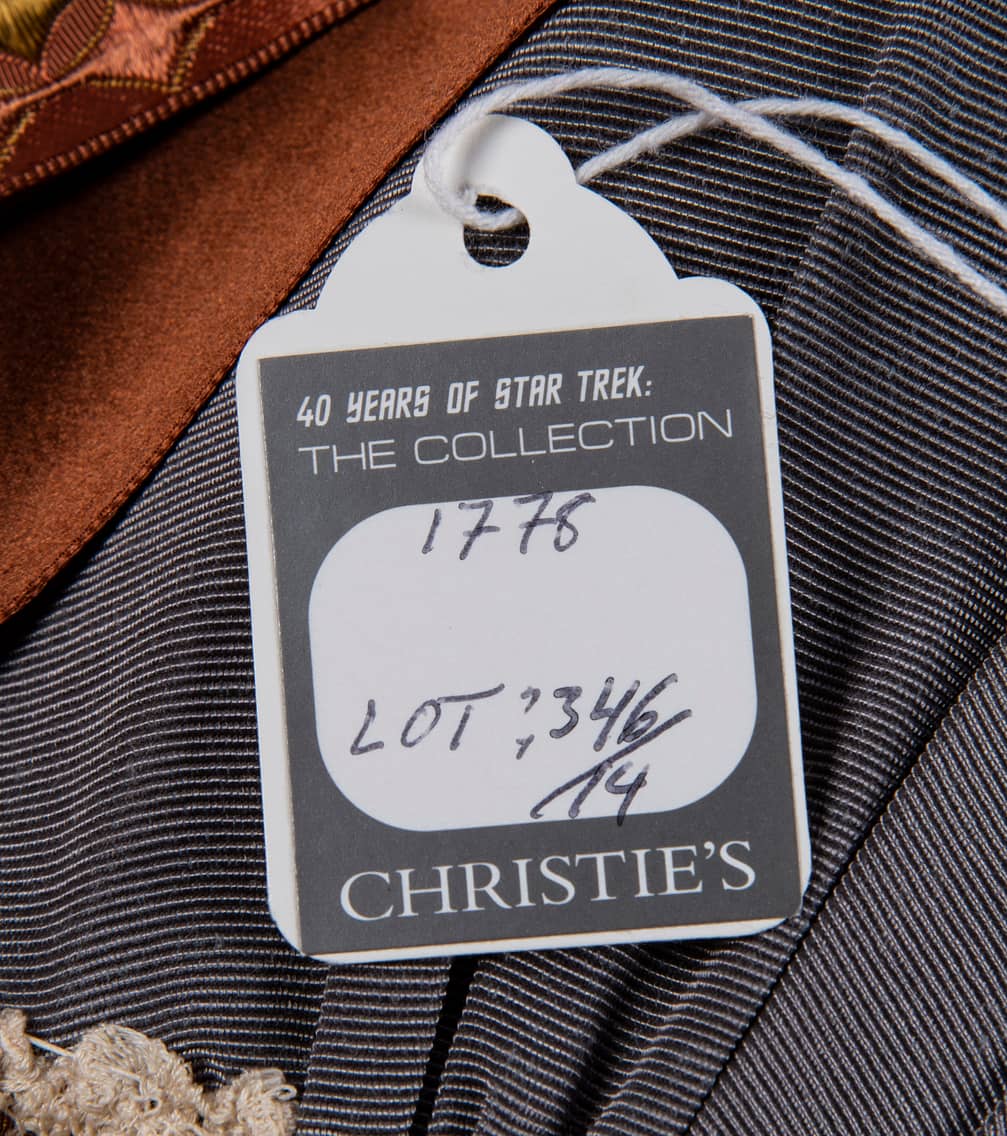 40 YEARS OF STAR TREK:
THE COLLECTION
1778
LOT: 346
/14
CHRISTIE'S